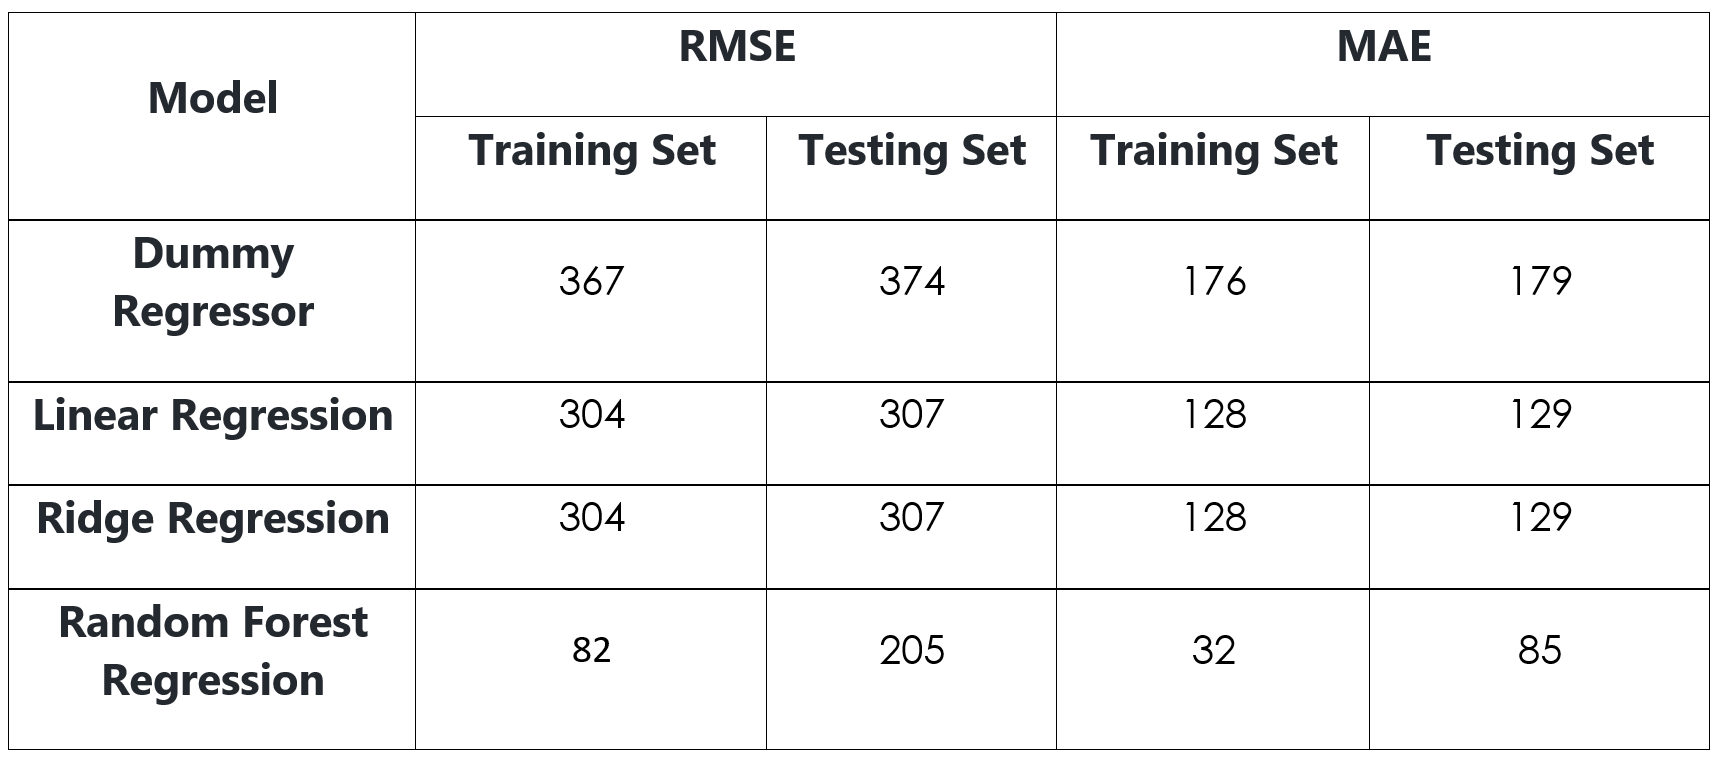 Model RMSE MAE
Training Set Testing Set Training Set Testing Set
Dummy
Regressor 367 374 176 179
Linear Regression 304 307 128 129
Ridge Regression 304 307 128 129
Random Forest
Regression 82 205 32 85